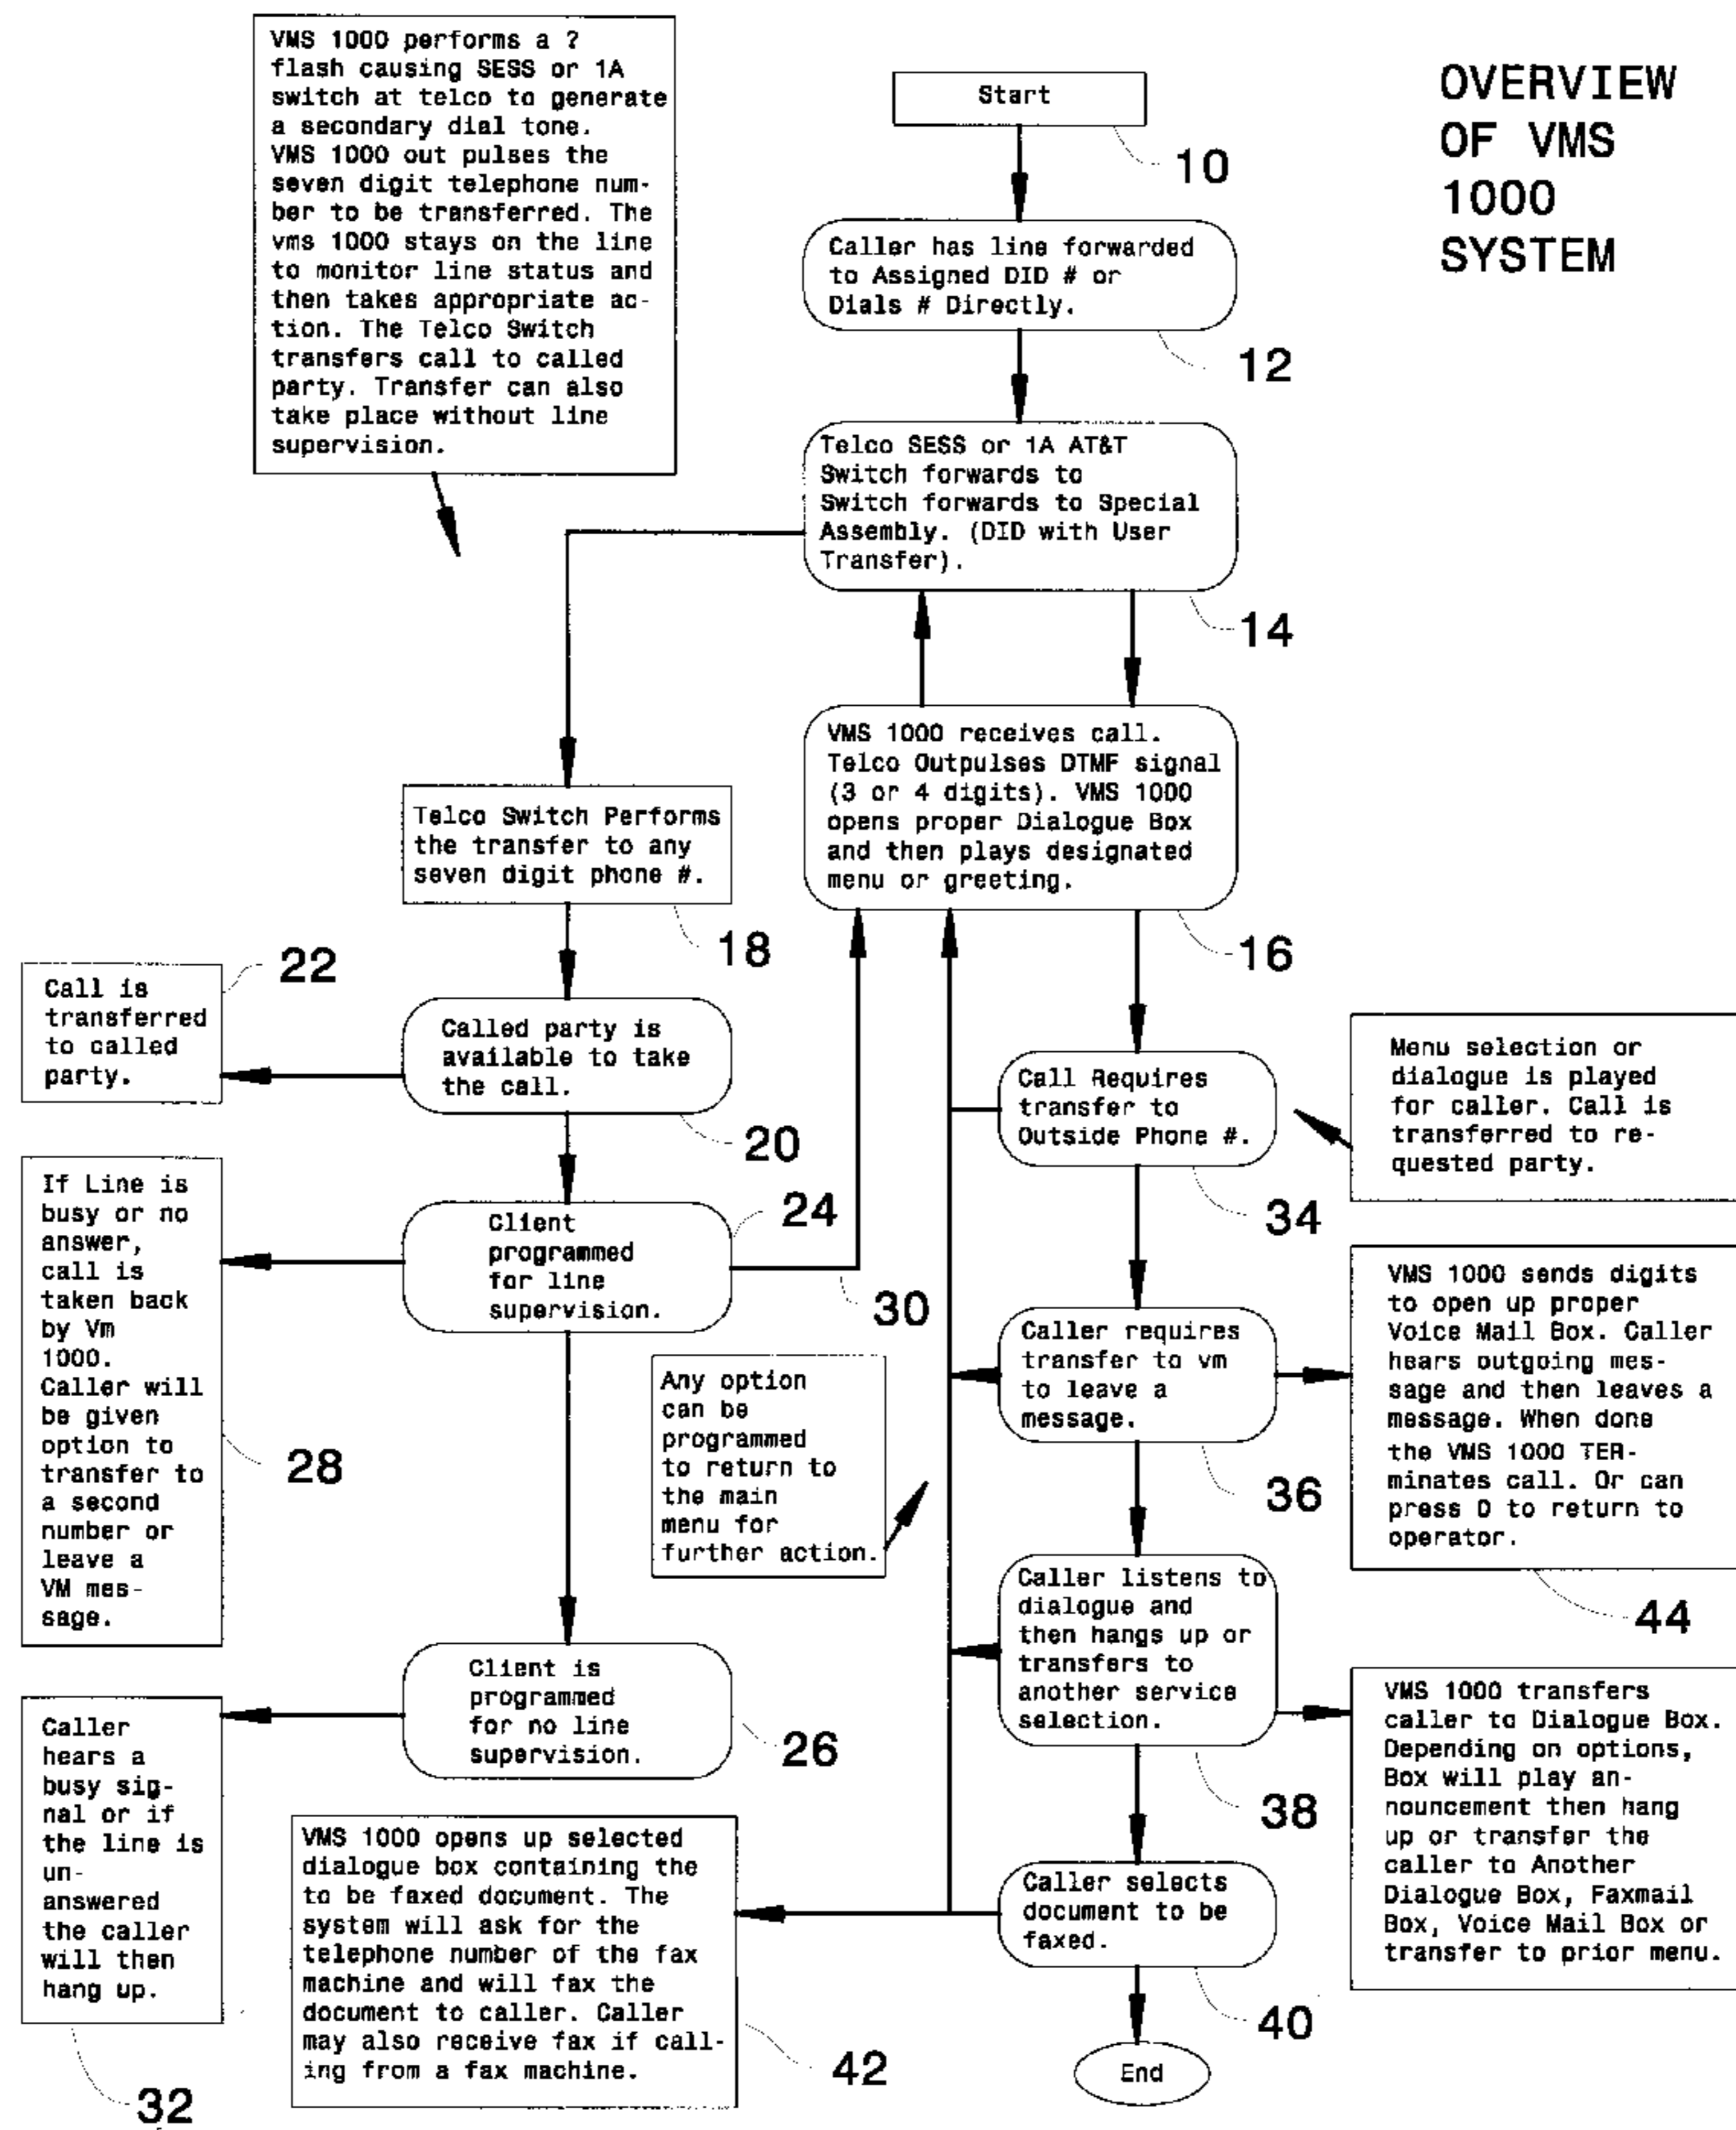 OVERVIEW
OF VMS
1000
SYSTEM
VMS 1000 performs a ?
flash causing SESS or 1A
switch at telco to generate
a secondary dial tone.
VMS 1000 out pulses the
seven digit telephone num-
ber to be transferred. The
vms 1000 stays on the line
to monitor line status and
then takes appropriate ac-
tion. The Telco Switch
transfers call to called
party. Transfer can also
take place without line
supervision.
Start
10
Caller has line forwarded
to Assigned DID # or
Dials # Directly.
12
Telco SESS or 1A AT&T
Switch forwards to
Switch forwards to Special
Assembly. (DID with User
Transfer).
14
VMS 1000 receives call.
Telco Outpulses DTMF signal
(3 or 4 digits). VMS 1000
opens proper Dialogue Box
and then plays designated
menu or greeting.
16
Telco Switch Performs
the transfer to any
seven digit phone #.
18
Called party is
available to take
the call.
20
Call is
transferred
to called
party.
22
Client
programmed
for line
supervision.
24
30
If Line is
busy or no
answer,
call is
taken back
by Vm
1000.
Caller will
be given
option to
transfer to
a second
number or
leave a
VM mes-
sage.
28
Client is
programmed
for no line
supervision.
26
Caller
hears a
busy sig-
nal or if
the line is
un-
answered
the caller
will then
hang up.
32
Any option
can be
programmed
to return to
the main
menu for
further action.
Call Requires
transfer to
Outside Phone #.
34
Menu selection or
dialogue is played
for caller. Call is
transferred to re-
quested party.
Caller requires
transfer to vm
to leave a
message.
36
VMS 1000 sends digits
to open up proper
Voice Mail Box. Caller
hears outgoing mes-
sage and then leaves a
message. When done
the VMS 1000 TER-
minates call. Or can
press 0 to return to
operator.
44
Caller listens to
dialogue and
then hangs up or
transfers to
another service
selection.
38
VMS 1000 transfers
caller to Dialogue Box.
Depending on options,
Box will play an-
nouncement then hang
up or transfer the
caller to Another
Dialogue Box, Faxmail
Box, Voice Mail Box or
transfer to prior menu.
Caller selects
document to be
faxed.
40
VMS 1000 opens up selected
dialogue box containing the
to be faxed document. The
system will ask for the
telephone number of the fax
machine and will fax the
document to caller. Caller
may also receive fax if call-
ing from a fax machine.
42
End